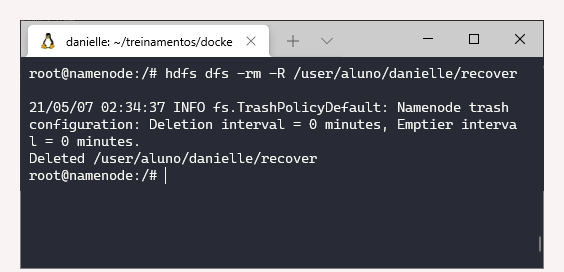 danielle: ~/treinamentos/docke
root@namenode:/# hdfs dfs -rm -R /user/aluno/danielle/recover
21/05/07 02:34:37 INFO fs.TrashPolicyDefault: Namenode trash
configuration: Deletion interval = 0 minutes, Emptier interva
l = 0 minutes.
Deleted /user/aluno/danielle/recover
root@namenode:/#